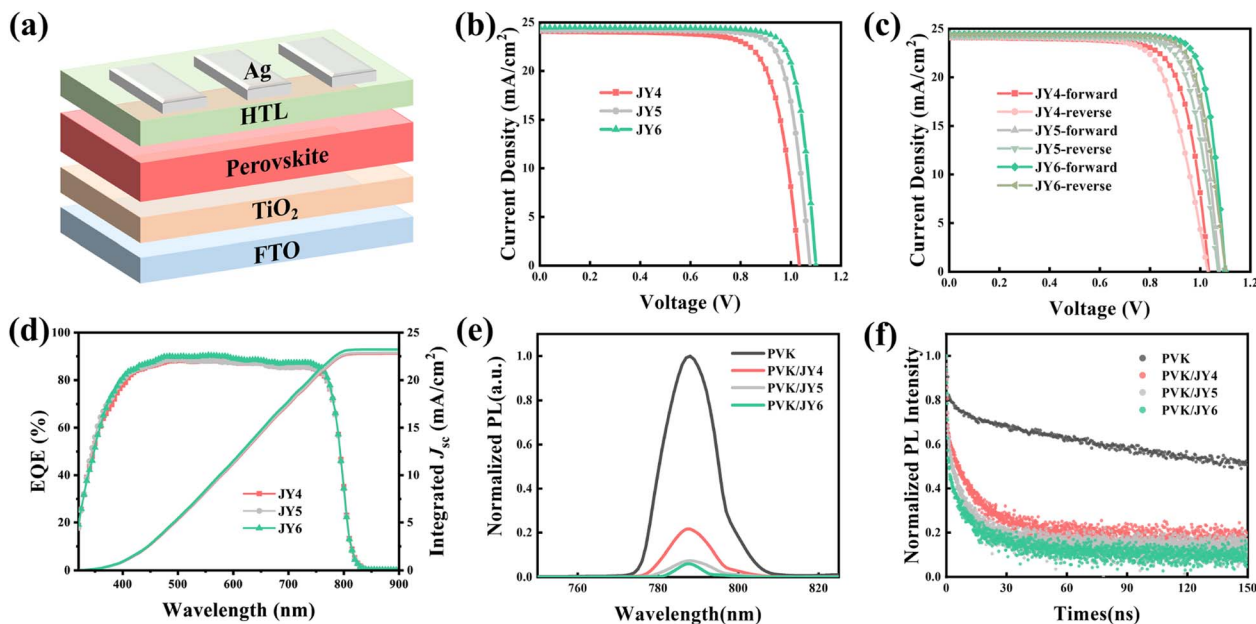 (a)
Ag
HTL
Perovskite
TiO2
FTO
(b)
Current Density (mA/cm2)
25
20
15
10
5
0
JY4
JY5
JY6
0.0 0.2 0.4 0.6 0.8 1.0 1.2
Voltage (V)
(c)
Current Density (mA/cm2)
25
20
15
10
5
0
JY4-forward
JY4-reverse
JY5-forward
JY5-reverse
JY6-forward
JY6-reverse
0.0 0.2 0.4 0.6 0.8 1.0 1.2
Voltage (V)
(d)
EQE (%)
100
80
60
40
20
0
JY4
JY5
JY6
25
20
15
10
5
0
Integrated Jsc (mA/cm2)
400 500 600 700 800 900
Wavelength (nm)
(e)
Normalized PL(a.u.)
1.0
0.8
0.6
0.4
0.2
0.0
PVK
PVK/JY4
PVK/JY5
PVK/JY6
760 780 800 820
Wavelength(nm)
(f)
Normalized PL Intensity
1.0
0.8
0.6
0.4
0.2
0.0
PVK
PVK/JY4
PVK/JY5
PVK/JY6
0 30 60 90 120 150
Times(ns)